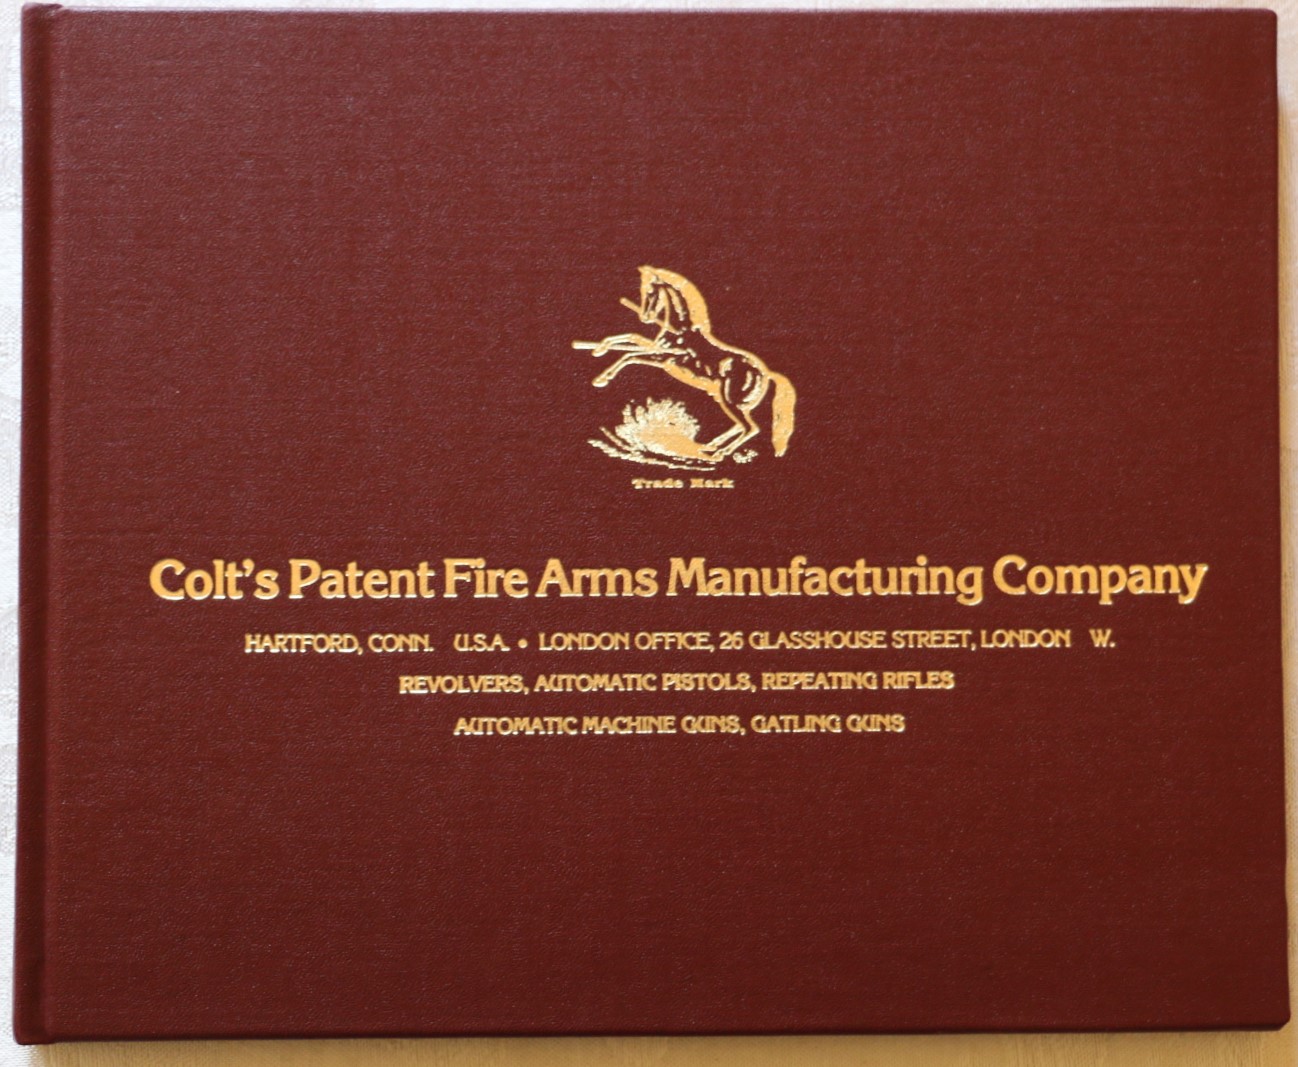 Trade Mark
Colt's Patent Fire Arms Manufacturing Company
HARTFORD, CONN. U.S.A. • LONDON OFFICE, 26 GLASSHOUSE STREET, LONDON W.
REVOLVERS, AUTOMATIC PISTOLS, REPEATING RIFLES
AUTOMATIC MACHINE GUNS, GATLING GUNS